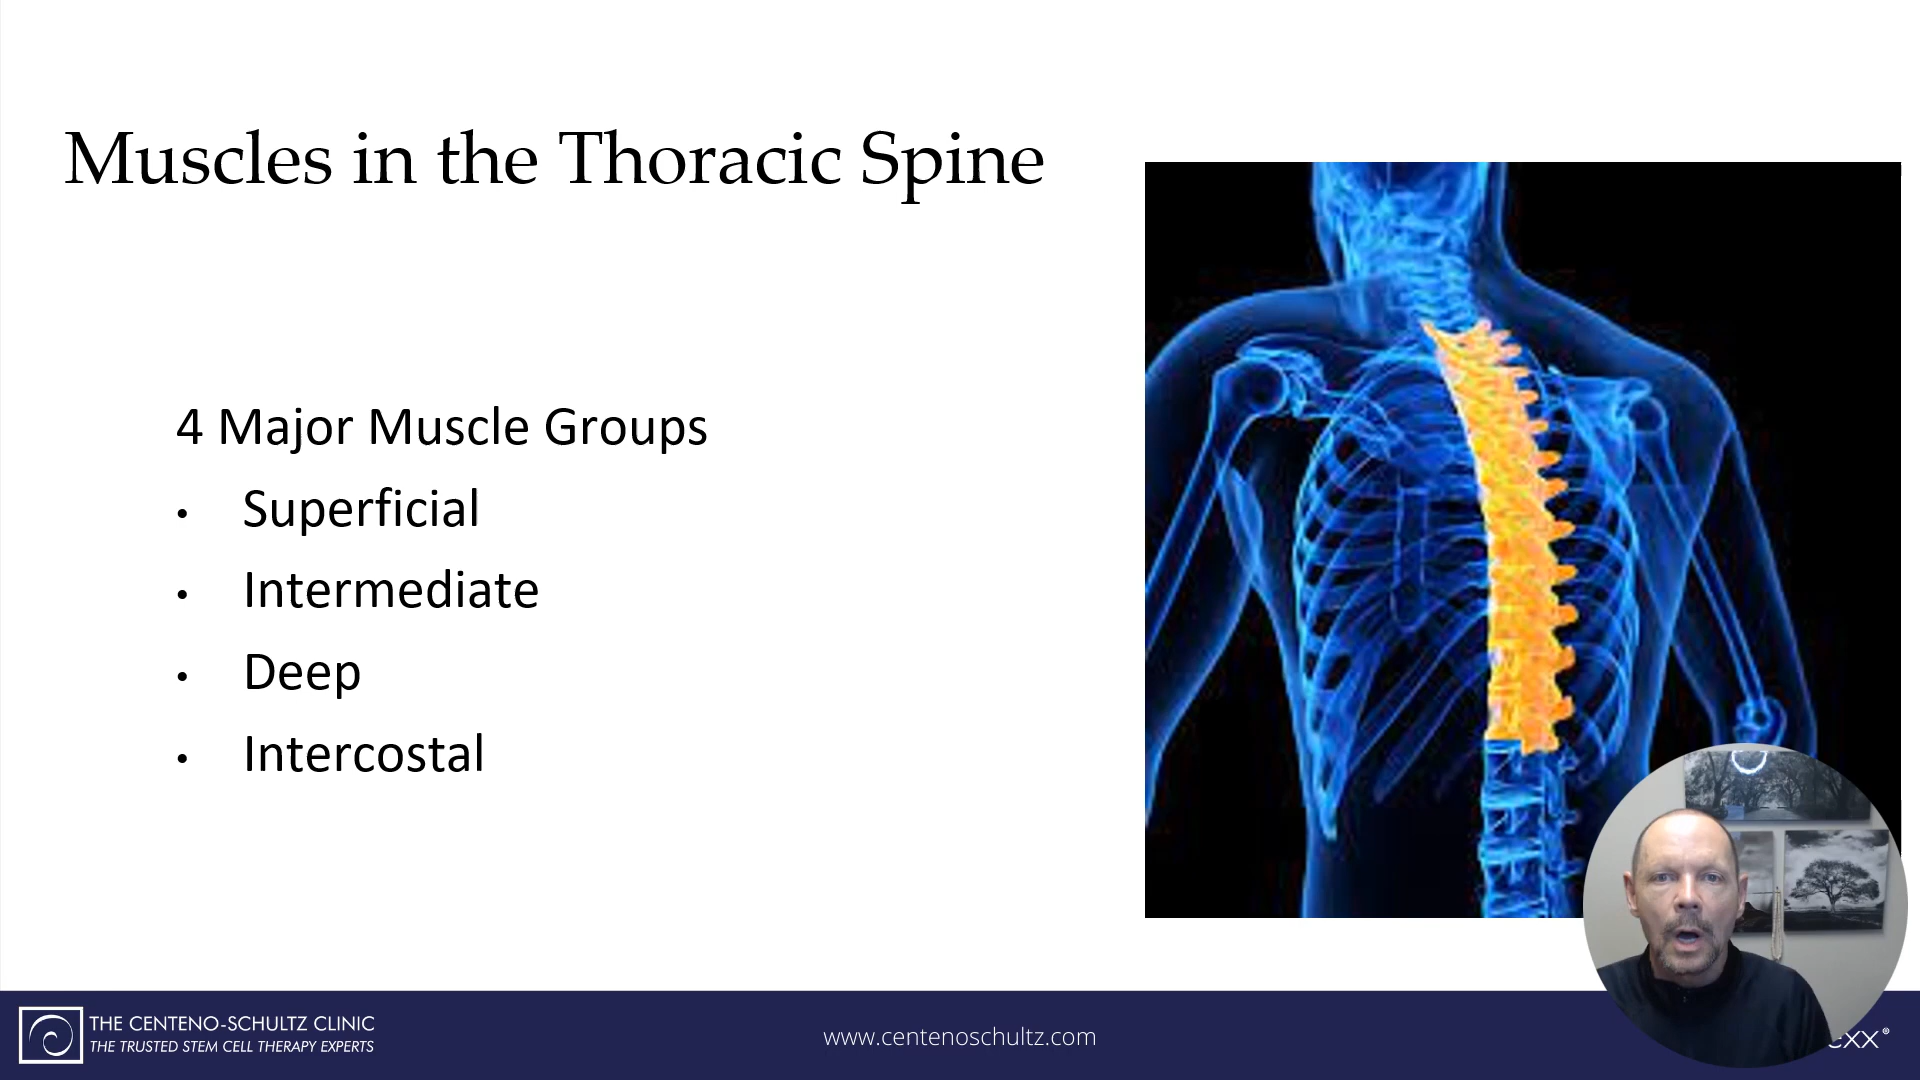 Muscles in the Thoracic Spine
4 Major Muscle Groups
• Superficial
• Intermediate
• Deep
• Intercostal
THE CENTENO-SCHULTZ CLINIC
THE TRUSTED STEM CELL THERAPY EXPERTS
www.centenoschultz.com